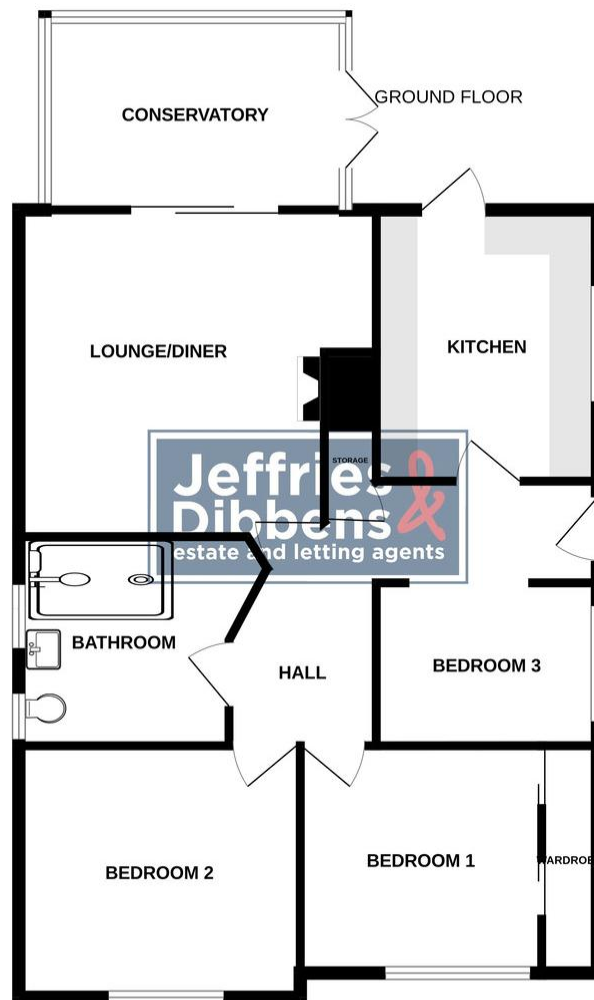 GROUND FLOOR
CONSERVATORY
LOUNGE/DINER
KITCHEN
STORAGE
Jeffries &
Dibbens
estate and letting agents
BATHROOM
BEDROOM 3
HALL
BEDROOM 2
BEDROOM 1
WARDROBE